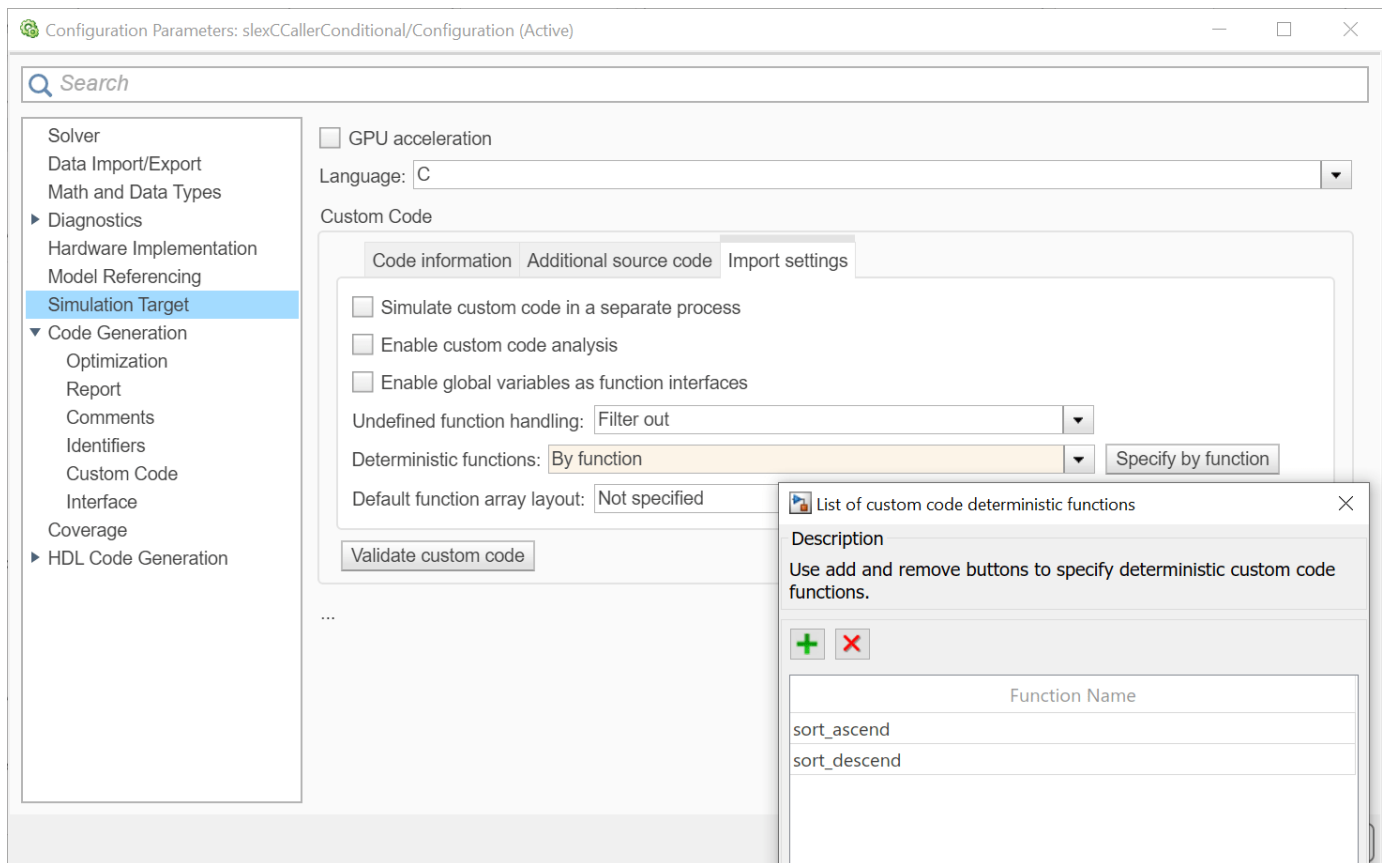 Configuration Parameters: slexCCallerConditional/Configuration (Active)
Search
Solver
Data Import/Export
Math and Data Types
Diagnostics
Hardware Implementation
Model Referencing
Simulation Target
Code Generation
Optimization
Report
Comments
Identifiers
Custom Code
Interface
Coverage
HDL Code Generation
GPU acceleration
Language: C
Custom Code
Code information Additional source code Import settings
Simulate custom code in a separate process
Enable custom code analysis
Enable global variables as function interfaces
Undefined function handling: Filter out
Deterministic functions: By function Specify by function
Default function array layout: Not specified
Validate custom code
...
List of custom code deterministic functions
Description
Use add and remove buttons to specify deterministic custom code
functions.
Function Name
sort_ascend
sort_descend